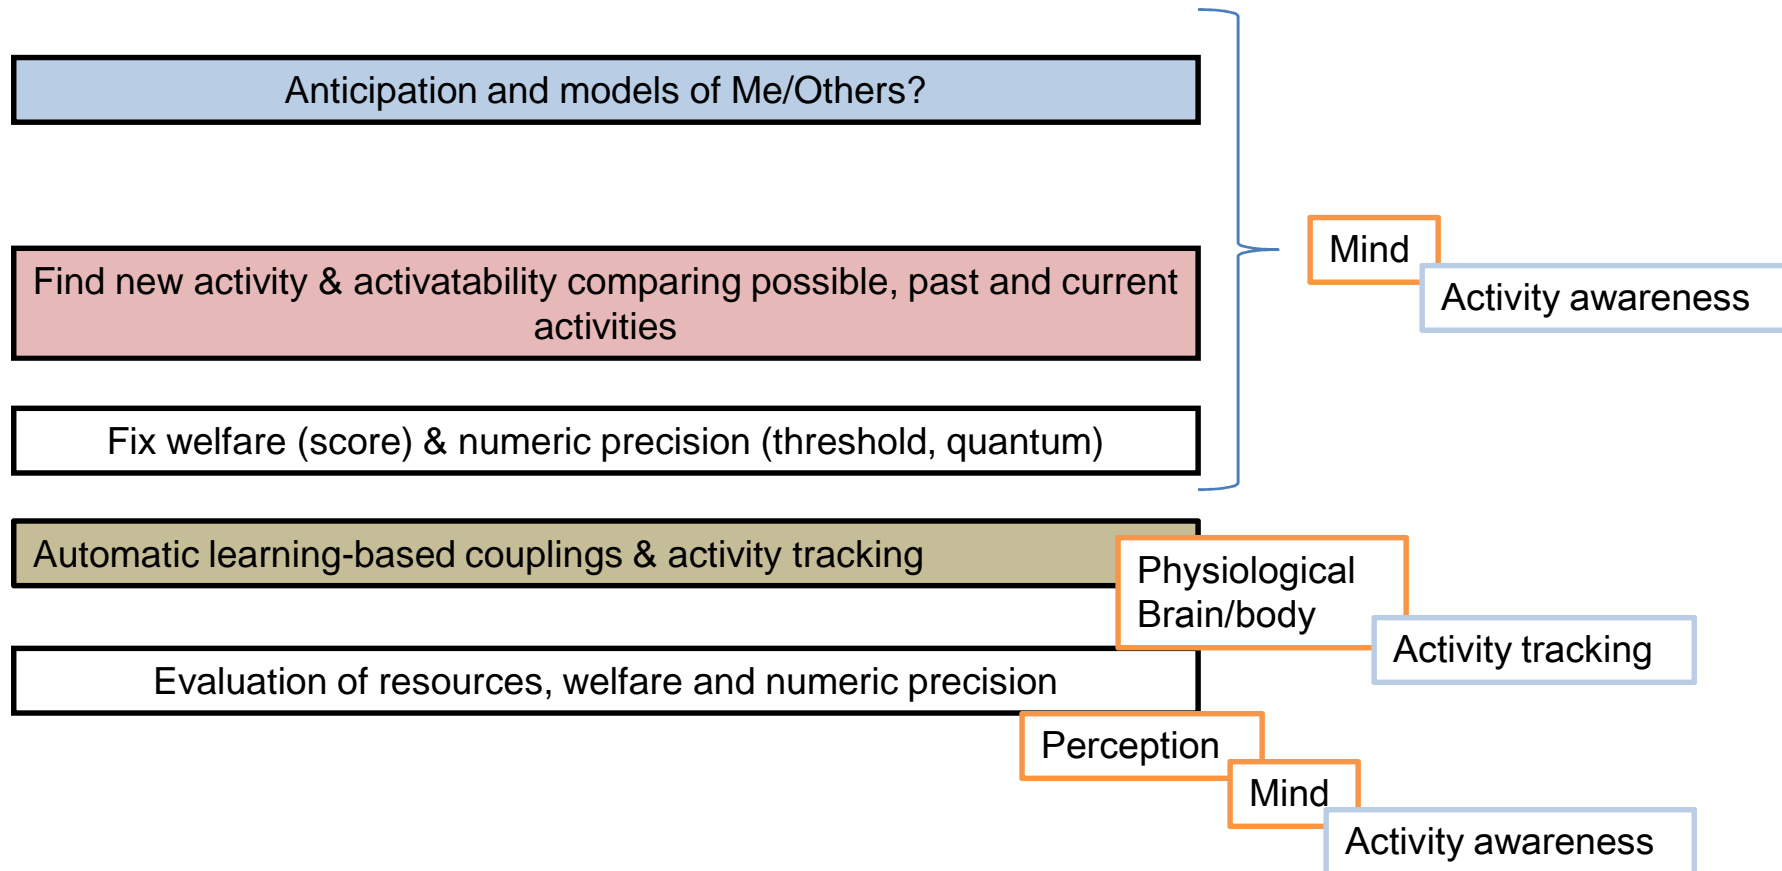 Anticipation and models of Me/Others?
Find new activity & activatability comparing possible, past and current
activities
Mind
Activity awareness
Fix welfare (score) & numeric precision (threshold, quantum)
Automatic learning-based couplings & activity tracking
Physiological
Brain/body
Activity tracking
Evaluation of resources, welfare and numeric precision
Perception
Mind
Activity awareness